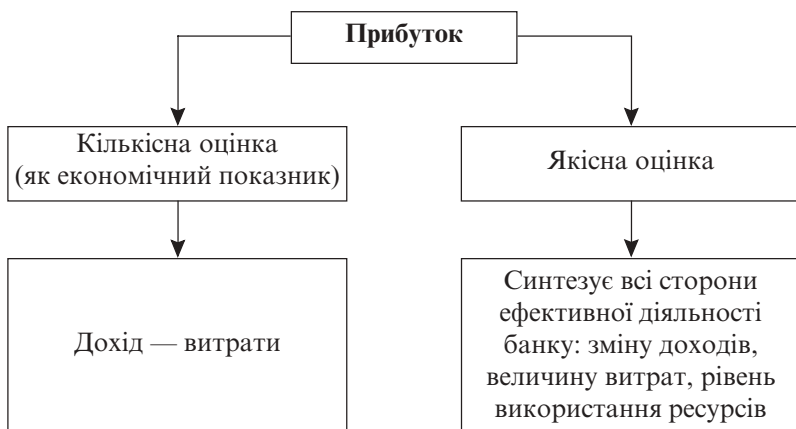 Прибуток
Кількісна оцінка
(як економічний показник)
Якісна оцінка
Дохід — витрати
Синтезує всі сторони
ефективної діяльності
банку: зміну доходів,
величину витрат, рівень
використання ресурсів